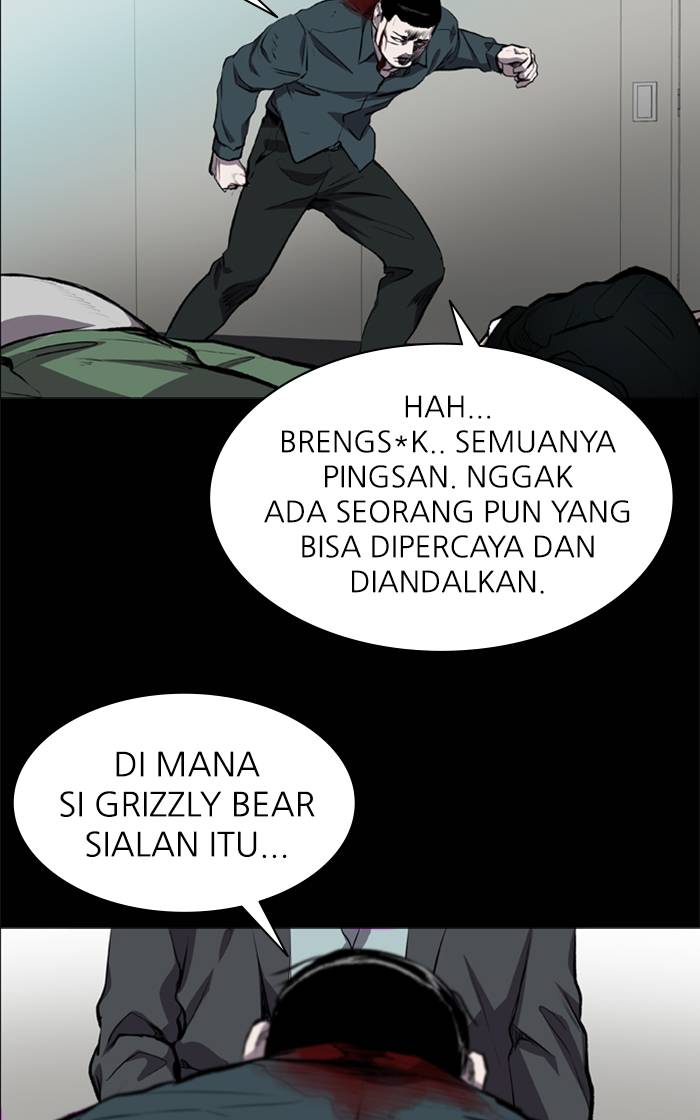 HAH...
BRENGS*K.. SEMUANYA
PINGSAN. NGGAK
ADA SEORANG PUN YANG
BISA DIPERCAYA DAN
DIANDALKAN.
DI MANA
SI GRIZZLY BEAR
SIALAN ITU...